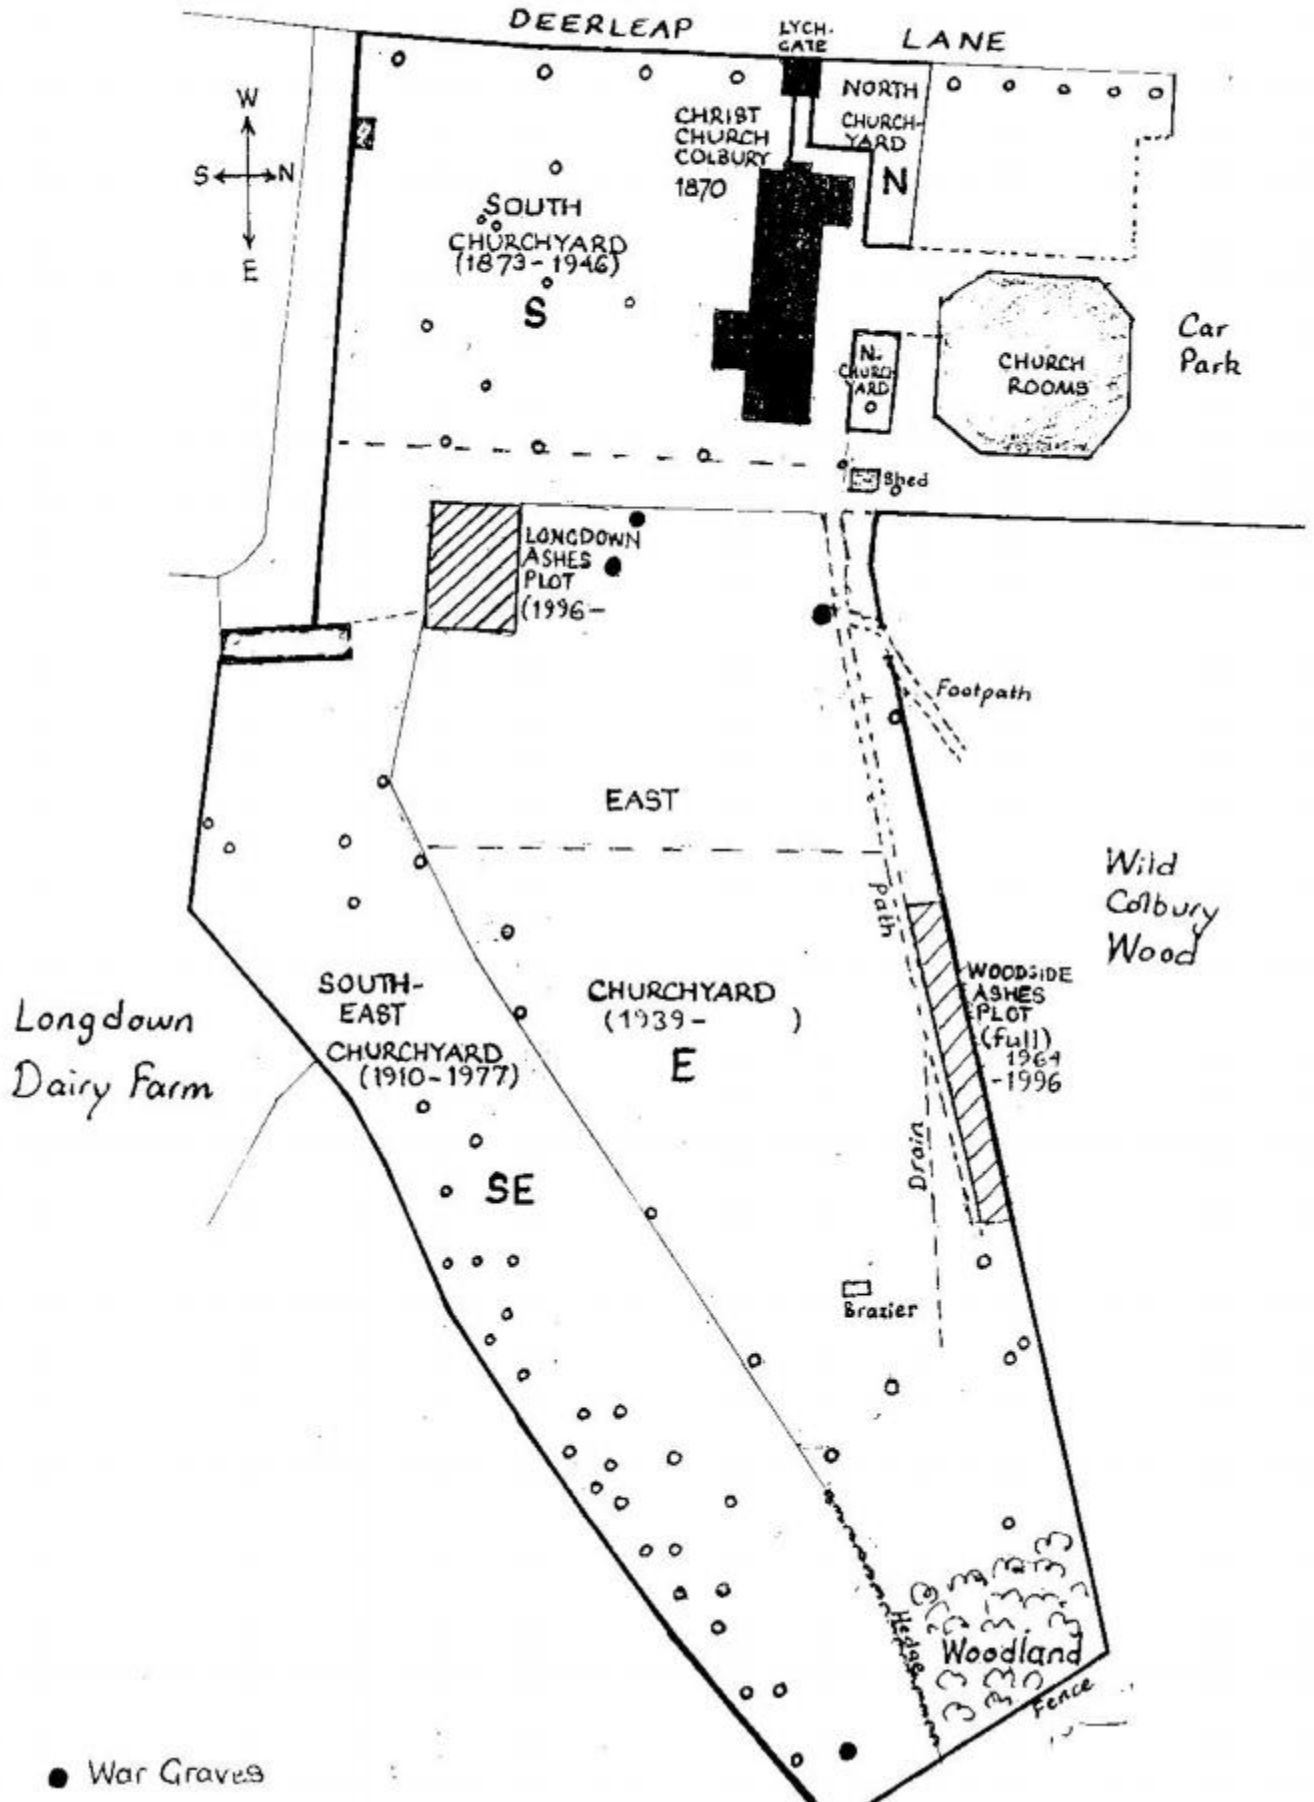 DEERLEAP LANE
LYCH-
GATE
W
S N
E
CHRIST
CHURCH
COLBURY
1870
NORTH
CHURCH-
YARD
N
SOUTH
CHURCHYARD
(1873-1946)
S
N.
CHURCH
YARD
CHURCH
ROOMS
Car
Park
Shed
LONGDOWN
ASHES
PLOT
(1996-
Footpath
EAST
Path
Wild
Colbury
Wood
SOUTH-
EAST
CHURCHYARD
(1910-1977)
SE
CHURCHYARD
(1939- )
E
WOODSIDE
ASHES
PLOT
(full)
1964
-1996
Longdown
Dairy Farm
Drain
Brazier
Hedge
Woodland
Fence
War Graves